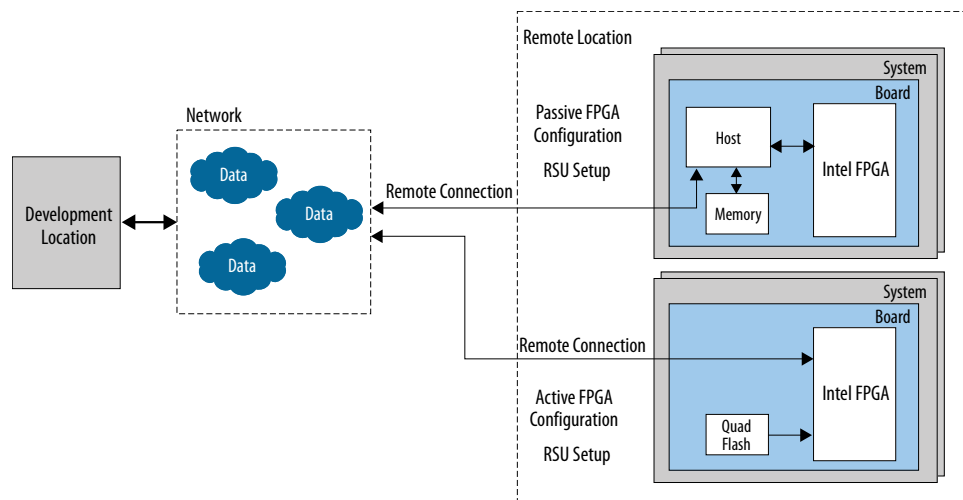 Remote Location
System
Board
Passive FPGA
Configuration
RSU Setup
Host
Intel FPGA
Memory
Network
Data
Data
Data
Development
Location
Remote Connection
System
Board
Remote Connection
Intel FPGA
Active FPGA
Configuration
RSU Setup
Quad
Flash